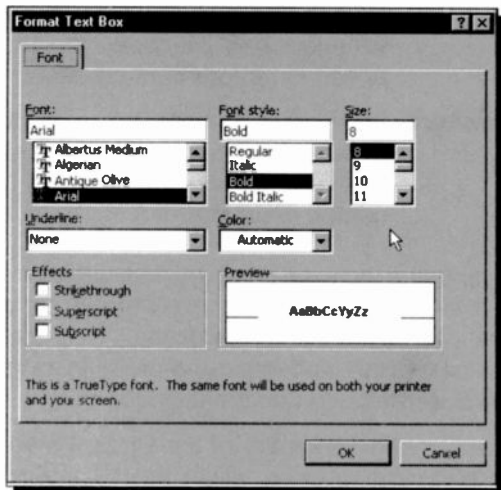 Format Text Box
Font
Font: Font style: Size:
Arial Bold 8
Albertus Medium Regular 8
Algerian Italic 9
Antique Olive Bold 10
Arial Bold Italic 11
Underline: Color:
None Automatic
Effects Preview
Strikethrough
Superscript AaBbCcYyZz
Subscript
This is a TrueType font. The same font will be used on both your printer
and your screen.
OK Cancel